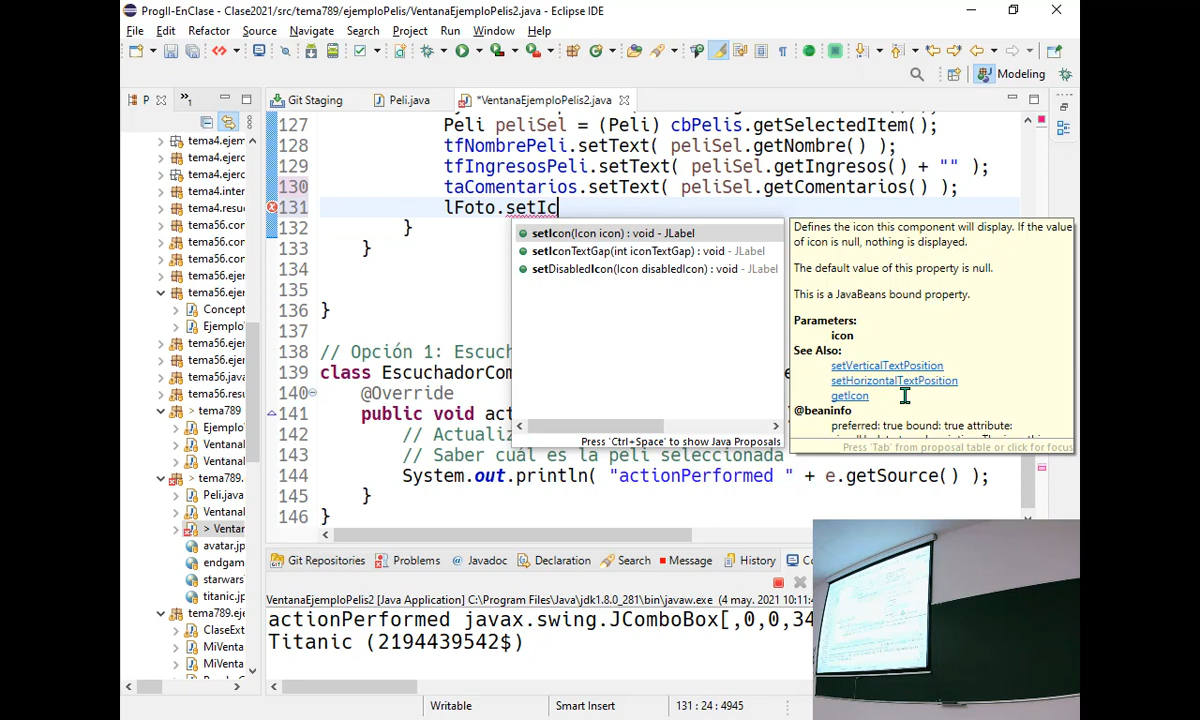 ProgII-EnClase - Clase2021/src/tema789/ejemploPelis/VentanaEjemploPelis2.java - Eclipse IDE
File Edit Refactor Source Navigate Search Project Run Window Help
Modeling
P
»1
Git Staging
Peli.java
*VentanaEjemploPelis2.java
127 Peli peliSel = (Peli) cbPelis.getSelectedItem();
128 tfNombrePeli.setText( peliSel.getNombre() );
129 tfIngresosPeli.setText( peliSel.getIngresos() + "" );
130 taComentarios.setText( peliSel.getComentarios() );
131 lFoto.setIc
132 }
133 }
134
135
136 }
137
138 // Opción 1: Escuc
139 class EscuchadorCom
140 @Override
141 public void act
142 // Actualiz
143 // Saber cuál es la peli seleccionada
144 System.out.println( "actionPerformed " + e.getSource() );
145 }
146 }
setIcon(Icon icon) : void - JLabel
setIconTextGap(int iconTextGap) : void - JLabel
setDisabledIcon(Icon disabledIcon) : void - JLabel
Press 'Ctrl+Space' to show Java Proposals
Defines the icon this component will display. If the value
of icon is null, nothing is displayed.
The default value of this property is null.
This is a JavaBeans bound property.
Parameters:
icon
See Also:
setVerticalTextPosition
setHorizontalTextPosition
getIcon
@beaninfo
preferred: true bound: true attribute:
Press 'Tab' from proposal table or click for focus
tema4.ejem
tema4.ejerc
tema4.ejerc
tema4.inter
tema4.resue
tema56.con
tema56.con
tema56.con
tema56.ejer
tema56.ejer
Concept
Ejemplo
tema56.ejer
tema56.ejer
tema56.java
tema56.resu
> tema789
Ejemplo
Ventanal
Ventanal
> tema789.
Peli.java
Ventanal
> Ventar
avatar.jp
endgam
starwars
titanic.jp
tema789.eje
ClaseExt
MiVenta
MiVenta
Git Repositories
Problems
Javadoc
Declaration
Search
Message
History
Co
VentanaEjemploPelis2 [Java Application] C:\Program Files\Java\jdk1.8.0_281\bin\javaw.exe (4 may. 2021 10:11:4
actionPerformed javax.swing.JComboBox[,0,0,34
Titanic (2194439542$)
Writable
Smart Insert
131 : 24 : 4945